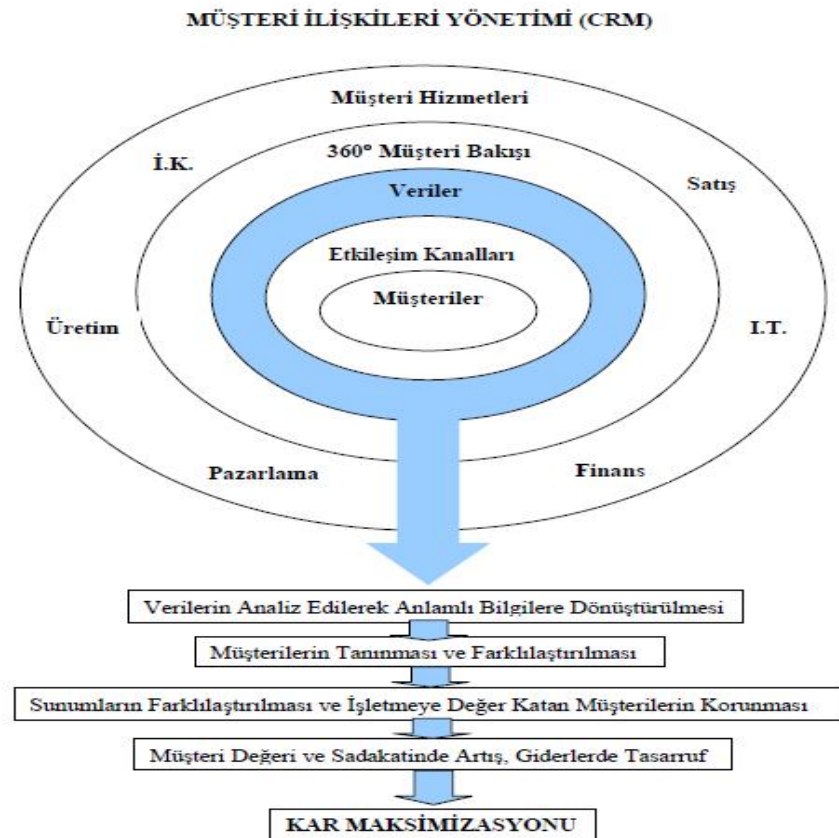 MÜŞTERİ İLİŞKİLERİ YÖNETİMİ (CRM)
Müşteri Hizmetleri
360° Müşteri Bakışı
İ.K.
Satış
Veriler
Etkileşim Kanalları
Müşteriler
Üretim
I.T.
Pazarlama
Finans
Verilerin Analiz Edilerek Anlamlı Bilgilere Dönüştürülmesi
Müşterilerin Tanınması ve Farklılaştırılması
Sunumların Farklılaştırılması ve İşletmeye Değer Katan Müşterilerin Korunması
Müşteri Değeri ve Sadakatinde Artış, Giderlerde Tasarruf
KAR MAKSİMİZASYONU